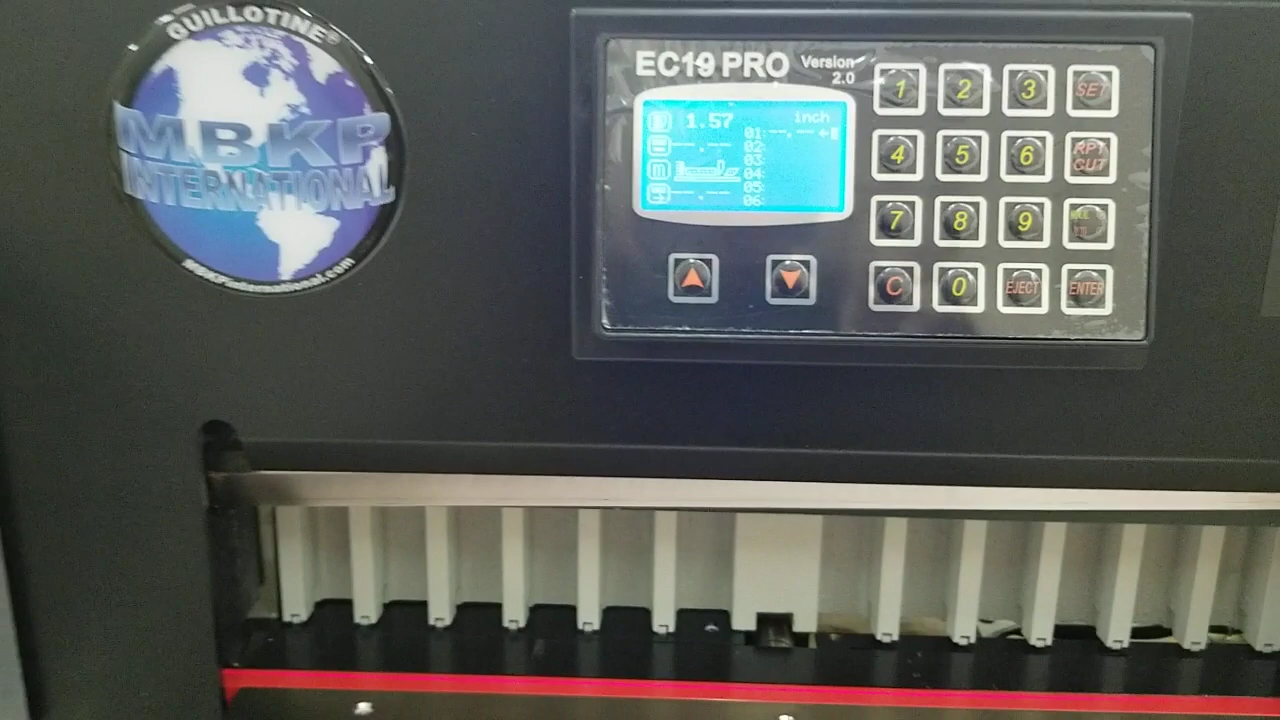 GUILLOTINE®
MBKP
INTERNATIONAL
EC19 PRO
Version
2.0
1.57
inch
01:---.---
02:
03:
04:
05:
06:
1
2
3
SET
4
5
6
RPT
CUT
7
8
9
C
0
EJECT
ENTER